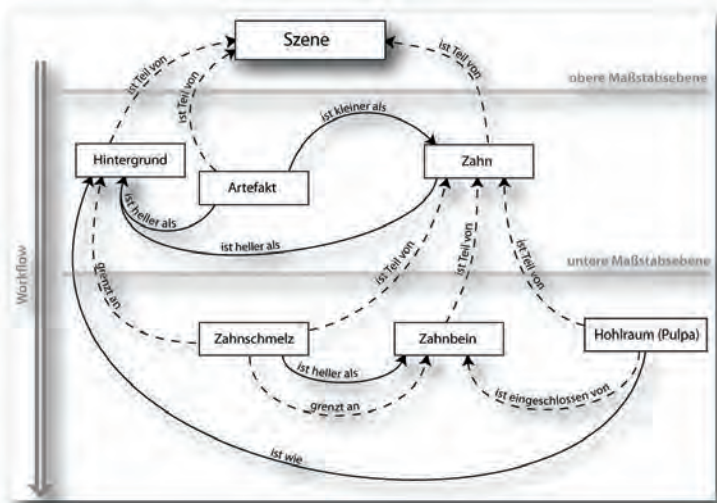 Szene
ist Teil von
ist Teil von
ist Teil von
obere Maßstabsebene
ist kleiner als
Hintergrund
Zahn
Artefakt
ist heller als
ist heller als
Workflow
untere Maßstabsebene
ist Teil von
ist Teil von
ist Teil von
grenzt an
Zahnschmelz
Zahnbein
Hohlraum (Pulpa)
ist heller als
grenzt an
ist eingeschlossen von
ist wie